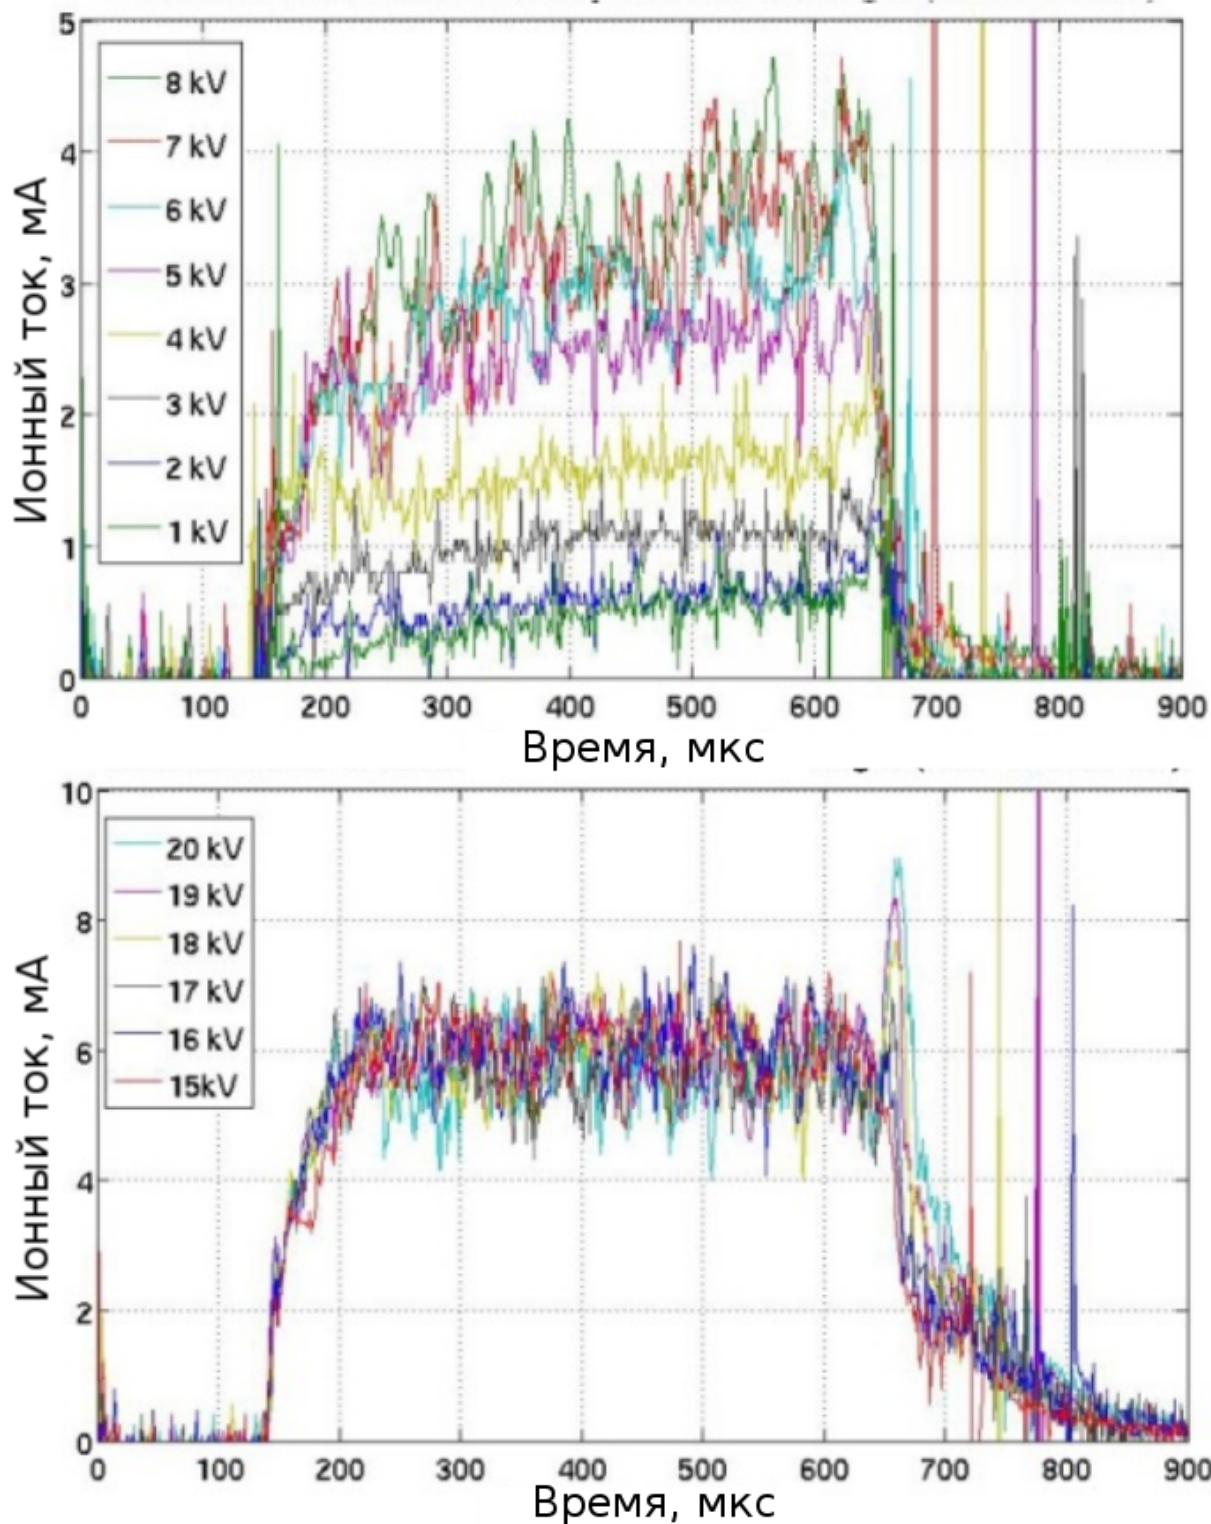 5
4
3
2
1
0
Ионный ток, мА
8 kV
7 kV
6 kV
5 kV
4 kV
3 kV
2 kV
1 kV
0 100 200 300 400 500 600 700 800 900
Время, мкс
10
8
6
4
2
0
Ионный ток, мА
20 kV
19 kV
18 kV
17 kV
16 kV
15kV
0 100 200 300 400 500 600 700 800 900
Время, мкс